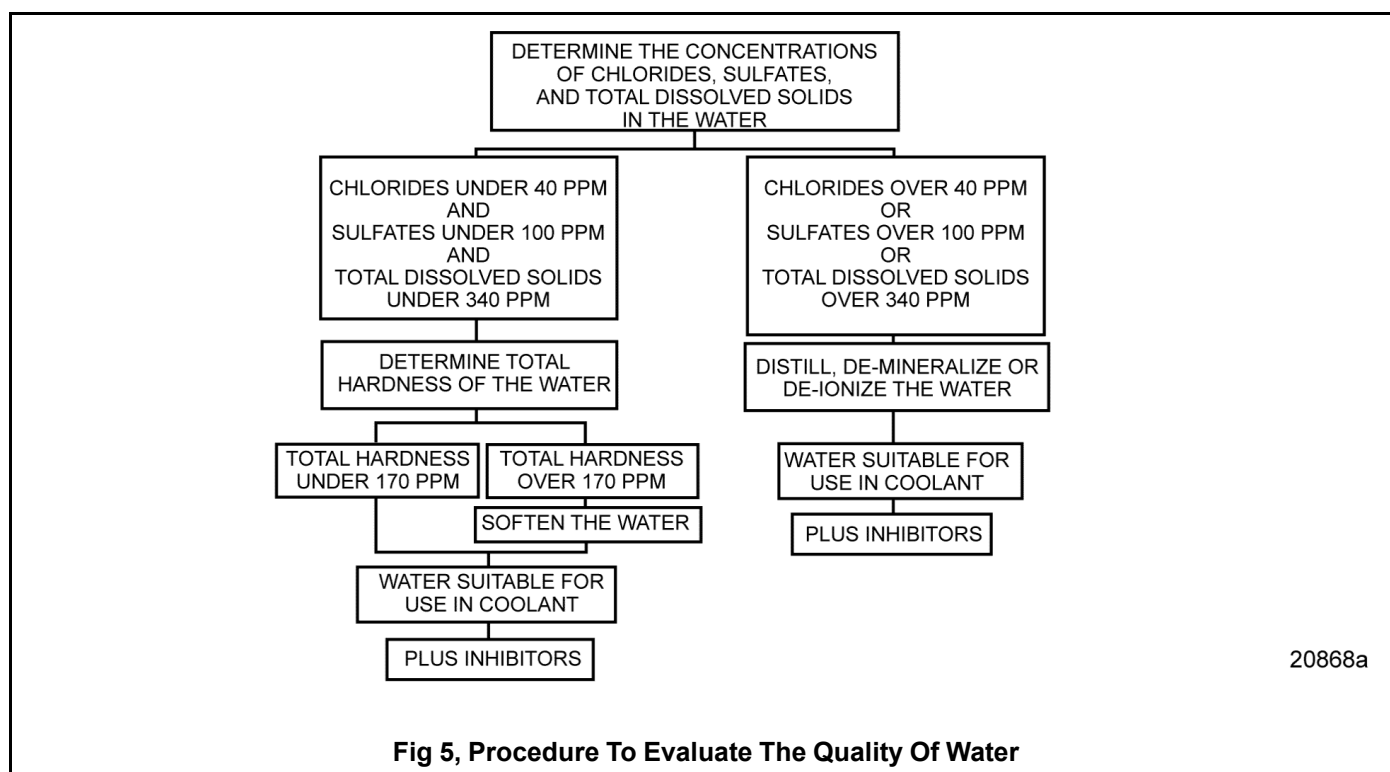 DETERMINE THE CONCENTRATIONS
OF CHLORIDES, SULFATES,
AND TOTAL DISSOLVED SOLIDS
IN THE WATER
CHLORIDES UNDER 40 PPM
AND
SULFATES UNDER 100 PPM
AND
TOTAL DISSOLVED SOLIDS
UNDER 340 PPM
CHLORIDES OVER 40 PPM
OR
SULFATES OVER 100 PPM
OR
TOTAL DISSOLVED SOLIDS
OVER 340 PPM
DETERMINE TOTAL
HARDNESS OF THE WATER
DISTILL, DE-MINERALIZE OR
DE-IONIZE THE WATER
TOTAL HARDNESS
UNDER 170 PPM
TOTAL HARDNESS
OVER 170 PPM
WATER SUITABLE FOR
USE IN COOLANT
SOFTEN THE WATER
PLUS INHIBITORS
WATER SUITABLE FOR
USE IN COOLANT
PLUS INHIBITORS
20868a
Fig 5, Procedure To Evaluate The Quality Of Water